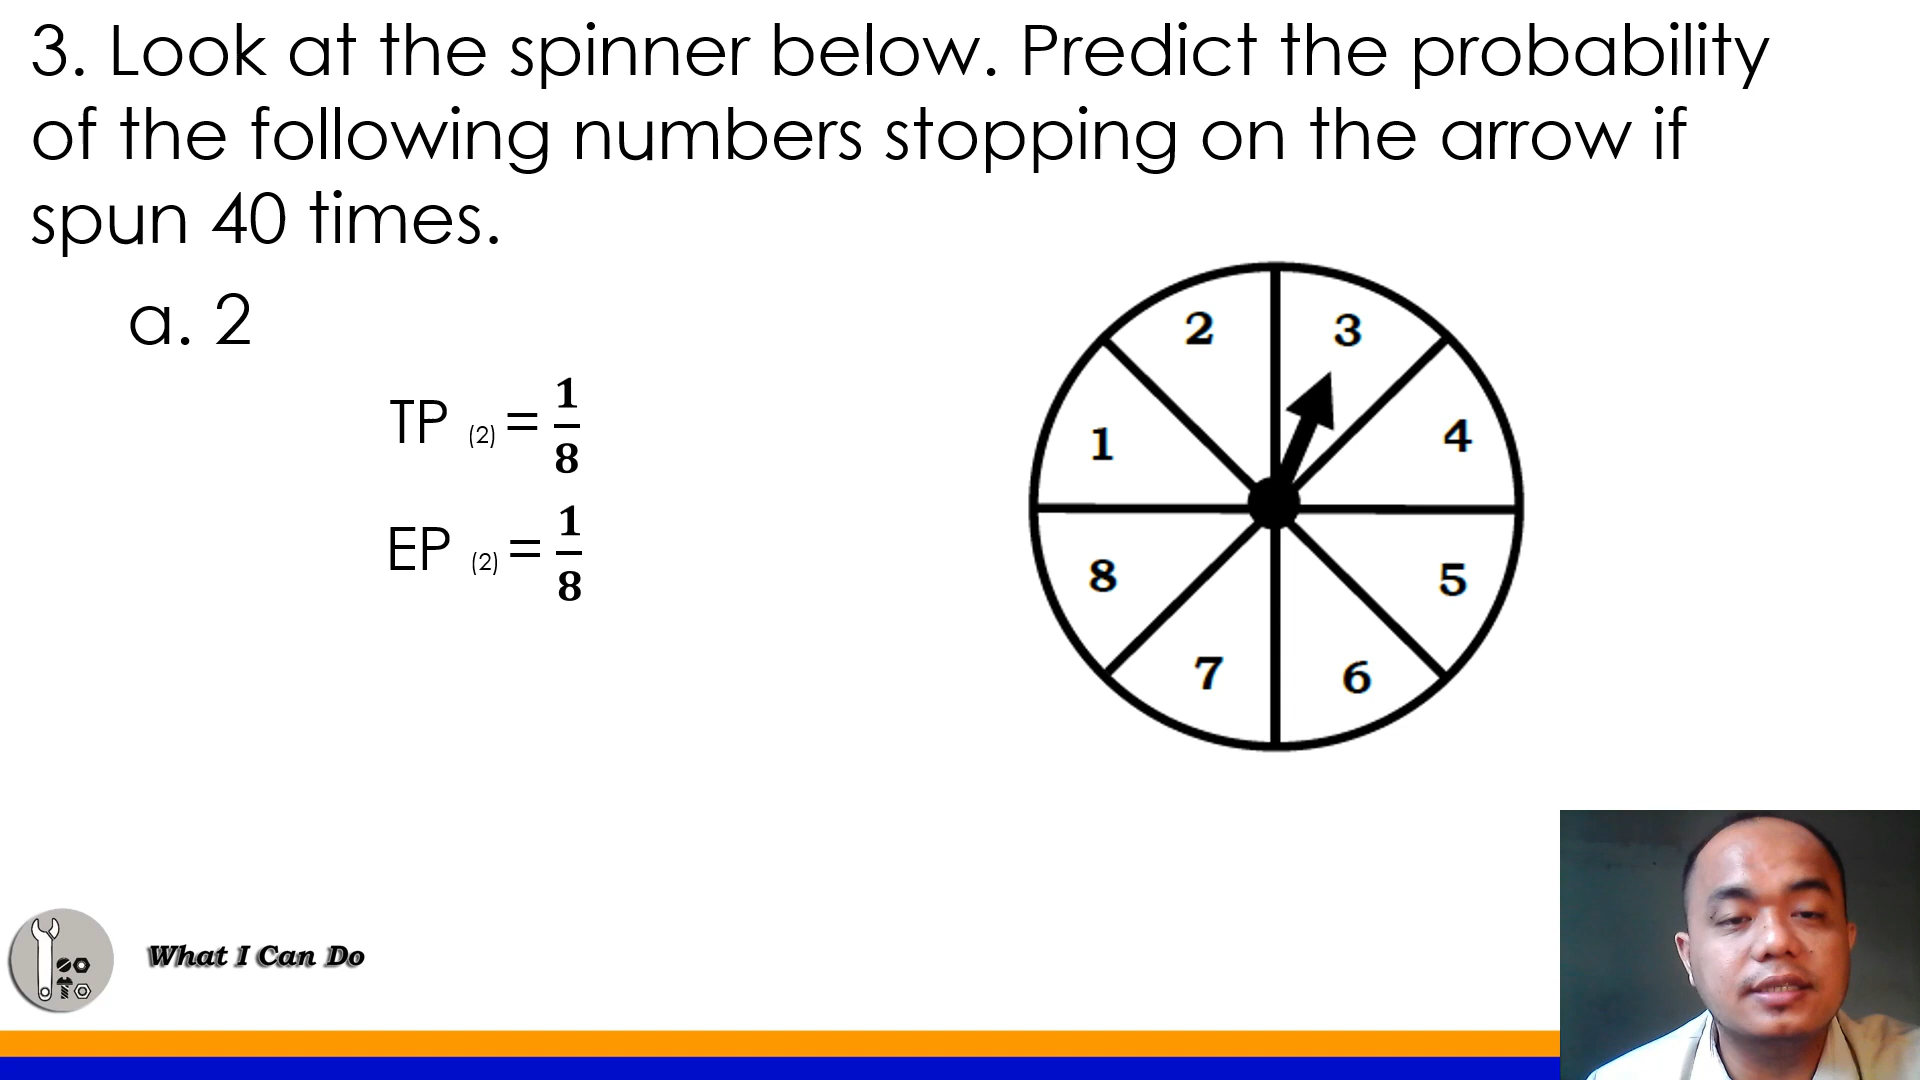 3. Look at the spinner below. Predict the probability
of the following numbers stopping on the arrow if
spun 40 times.
a. 2
TP (2) = 1/8
EP (2) = 1/8
2 3
1 4
8 5
7 6
What I Can Do